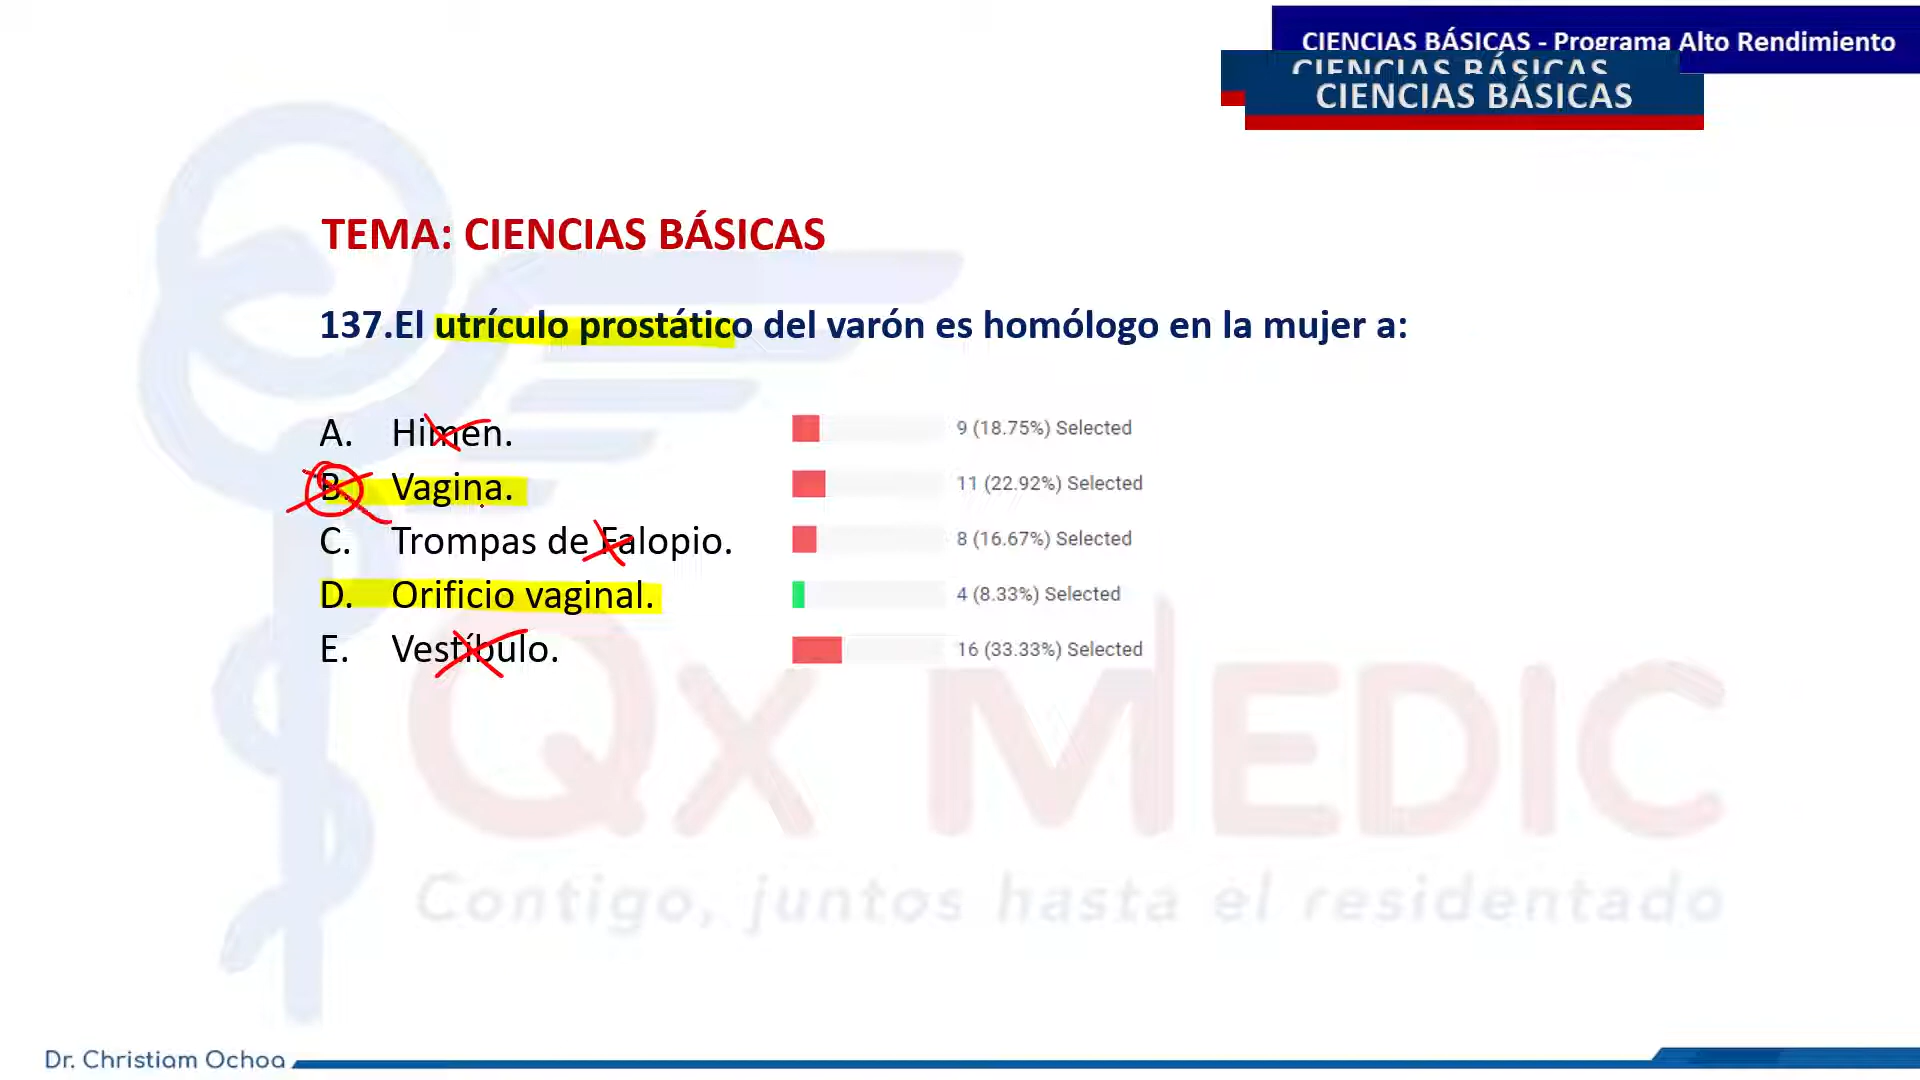 CIENCIAS BÁSICAS - Programa Alto Rendimiento
CIENCIAS BÁSICAS
CIENCIAS BÁSICAS
TEMA: CIENCIAS BÁSICAS
137.El utrículo prostático del varón es homólogo en la mujer a:
A. Himen. 9 (18.75%) Selected
B. Vagina. 11 (22.92%) Selected
C. Trompas de Falopio. 8 (16.67%) Selected
D. Orificio vaginal. 4 (8.33%) Selected
E. Vestíbulo. 16 (33.33%) Selected
QX MEDIC
Contigo, juntos hasta el residentado
Dr. Christiam Ochoa